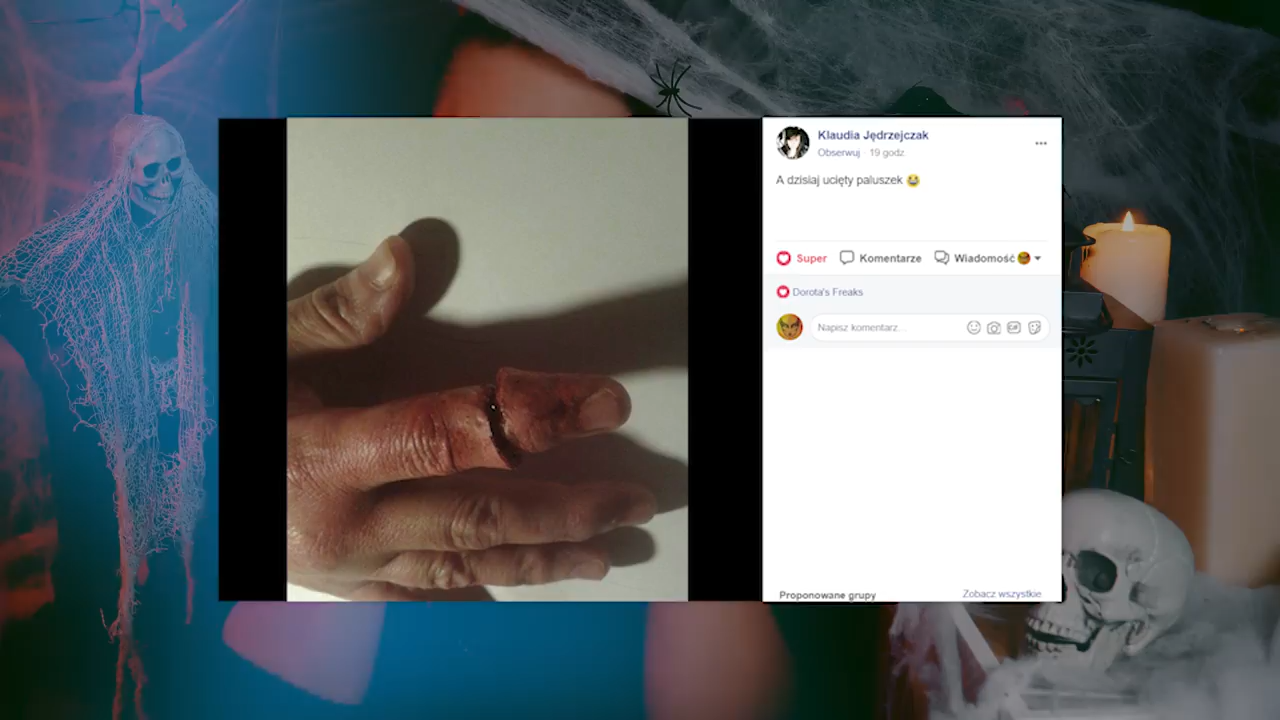 Klaudia Jędrzejczak
Obserwuj · 19 godz.
A dzisiaj ucięty paluszek 😂
Super Komentarze Wiadomość
Dorota's Freaks
Napisz komentarz...
Proponowane grupy Zobacz wszystkie